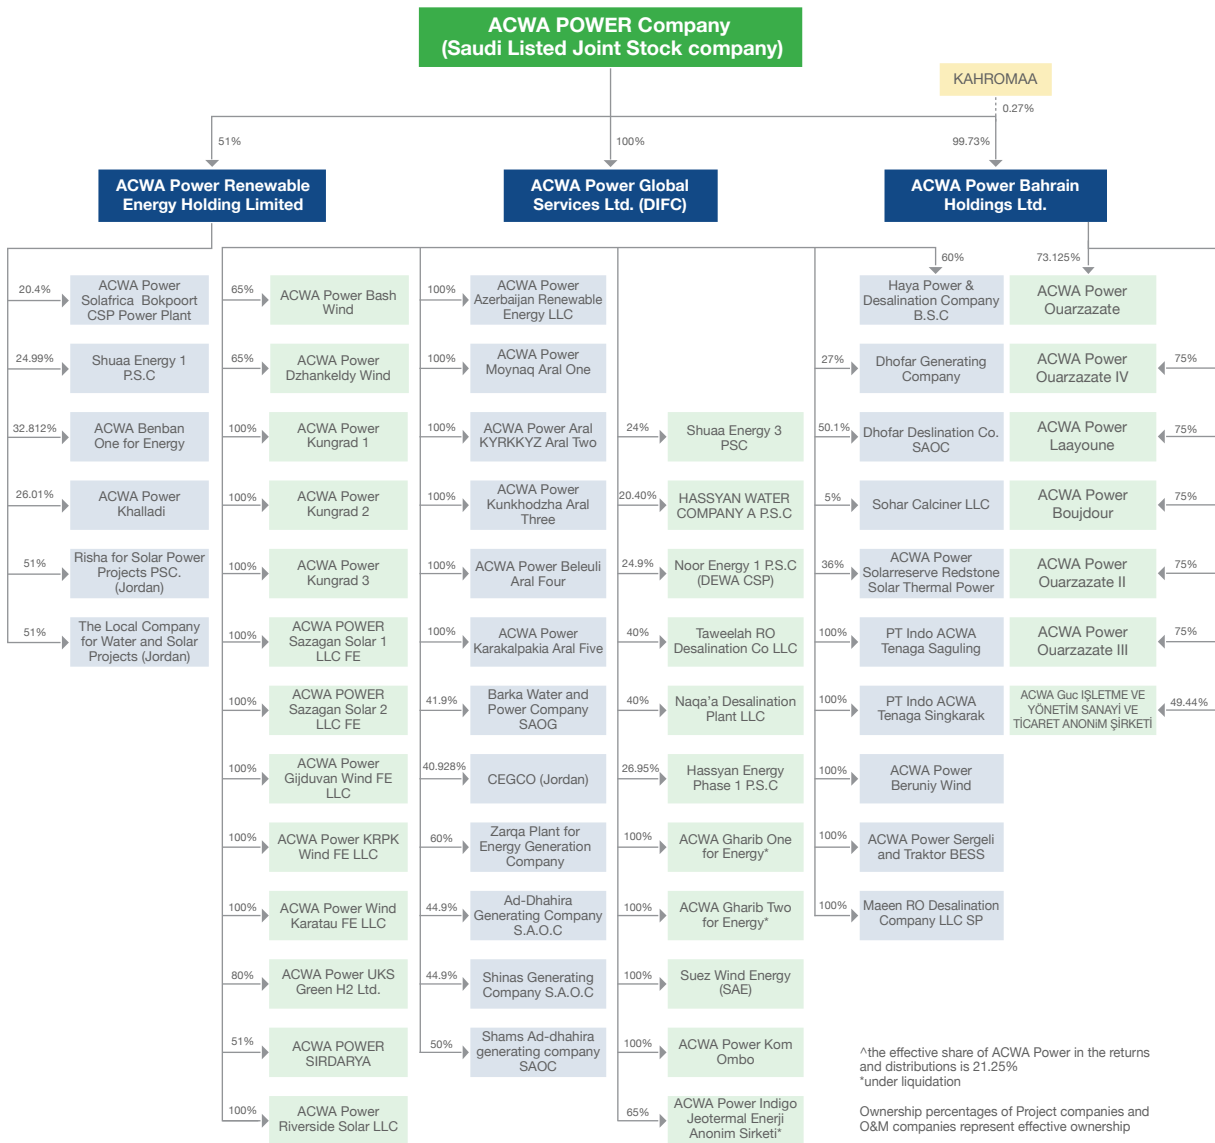 ACWA POWER Company
(Saudi Listed Joint Stock company)
KAHROMAA
0.27%
51%
100%
99.73%
ACWA Power Renewable
Energy Holding Limited
ACWA Power Global
Services Ltd. (DIFC)
ACWA Power Bahrain
Holdings Ltd.
20.4%
ACWA Power
Solafrica Bokpoort
CSP Power Plant
24.99%
Shuaa Energy 1
P.S.C
32.812%
ACWA Benban
One for Energy
26.01%
ACWA Power
Khalladi
51%
Risha for Solar Power
Projects PSC.
(Jordan)
51%
The Local Company
for Water and Solar
Projects (Jordan)
65%
ACWA Power Bash
Wind
65%
ACWA Power
Dzhankeldy Wind
100%
ACWA Power
Kungrad 1
100%
ACWA Power
Kungrad 2
100%
ACWA Power
Kungrad 3
100%
ACWA POWER
Sazagan Solar 1
LLC FE
100%
ACWA POWER
Sazagan Solar 2
LLC FE
100%
ACWA Power
Gijduvan Wind FE
LLC
100%
ACWA Power KRPK
Wind FE LLC
100%
ACWA Power Wind
Karatau FE LLC
80%
ACWA Power UKS
Green H2 Ltd.
51%
ACWA POWER
SIRDARYA
100%
ACWA Power
Riverside Solar LLC
100%
ACWA Power
Azerbaijan Renewable
Energy LLC
100%
ACWA Power
Moynaq Aral One
100%
ACWA Power Aral
KYRKKYZ Aral Two
100%
ACWA Power
Kunkhodzha Aral
Three
100%
ACWA Power Beleuli
Aral Four
100%
ACWA Power
Karakalpakia Aral Five
41.9%
Barka Water and
Power Company
SAOG
40.928%
CEGCO (Jordan)
60%
Zarqa Plant for
Energy Generation
Company
44.9%
Ad-Dhahira
Generating Company
S.A.O.C
44.9%
Shinas Generating
Company S.A.O.C
50%
Shams Ad-dhahira
generating company
SAOC
24%
Shuaa Energy 3
PSC
20.40%
HASSYAN WATER
COMPANY A P.S.C
24.9%
Noor Energy 1 P.S.C
(DEWA CSP)
40%
Taweelah RO
Desalination Co LLC
40%
Naqa'a Desalination
Plant LLC
26.95%
Hassyan Energy
Phase 1 P.S.C
100%
ACWA Gharib One
for Energy*
100%
ACWA Gharib Two
for Energy*
100%
Suez Wind Energy
(SAE)
100%
ACWA Power Kom
Ombo
65%
ACWA Power Indigo
Jeotermal Enerji
Anonim Sirketi*
60%
Haya Power &
Desalination Company
B.S.C
27%
Dhofar Generating
Company
50.1%
Dhofar Deslination Co.
SAOC
5%
Sohar Calciner LLC
36%
ACWA Power
Solarreserve Redstone
Solar Thermal Power
100%
PT Indo ACWA
Tenaga Saguling
100%
PT Indo ACWA
Tenaga Singkarak
100%
ACWA Power
Beruniy Wind
100%
ACWA Power Sergeli
and Traktor BESS
100%
Maeen RO Desalination
Company LLC SP
73.125%
ACWA Power
Ouarzazate
ACWA Power
Ouarzazate IV
75%
ACWA Power
Laayoune
75%
ACWA Power
Boujdour
75%
ACWA Power
Ouarzazate II
75%
ACWA Power
Ouarzazate III
75%
ACWA Guc IŞLETME VE
YÖNETİM SANAYİ VE
TİCARET ANONiM ŞİRKETİ
49.44%
^the effective share of ACWA Power in the returns
and distributions is 21.25%
*under liquidation
Ownership percentages of Project companies and
O&M companies represent effective ownership